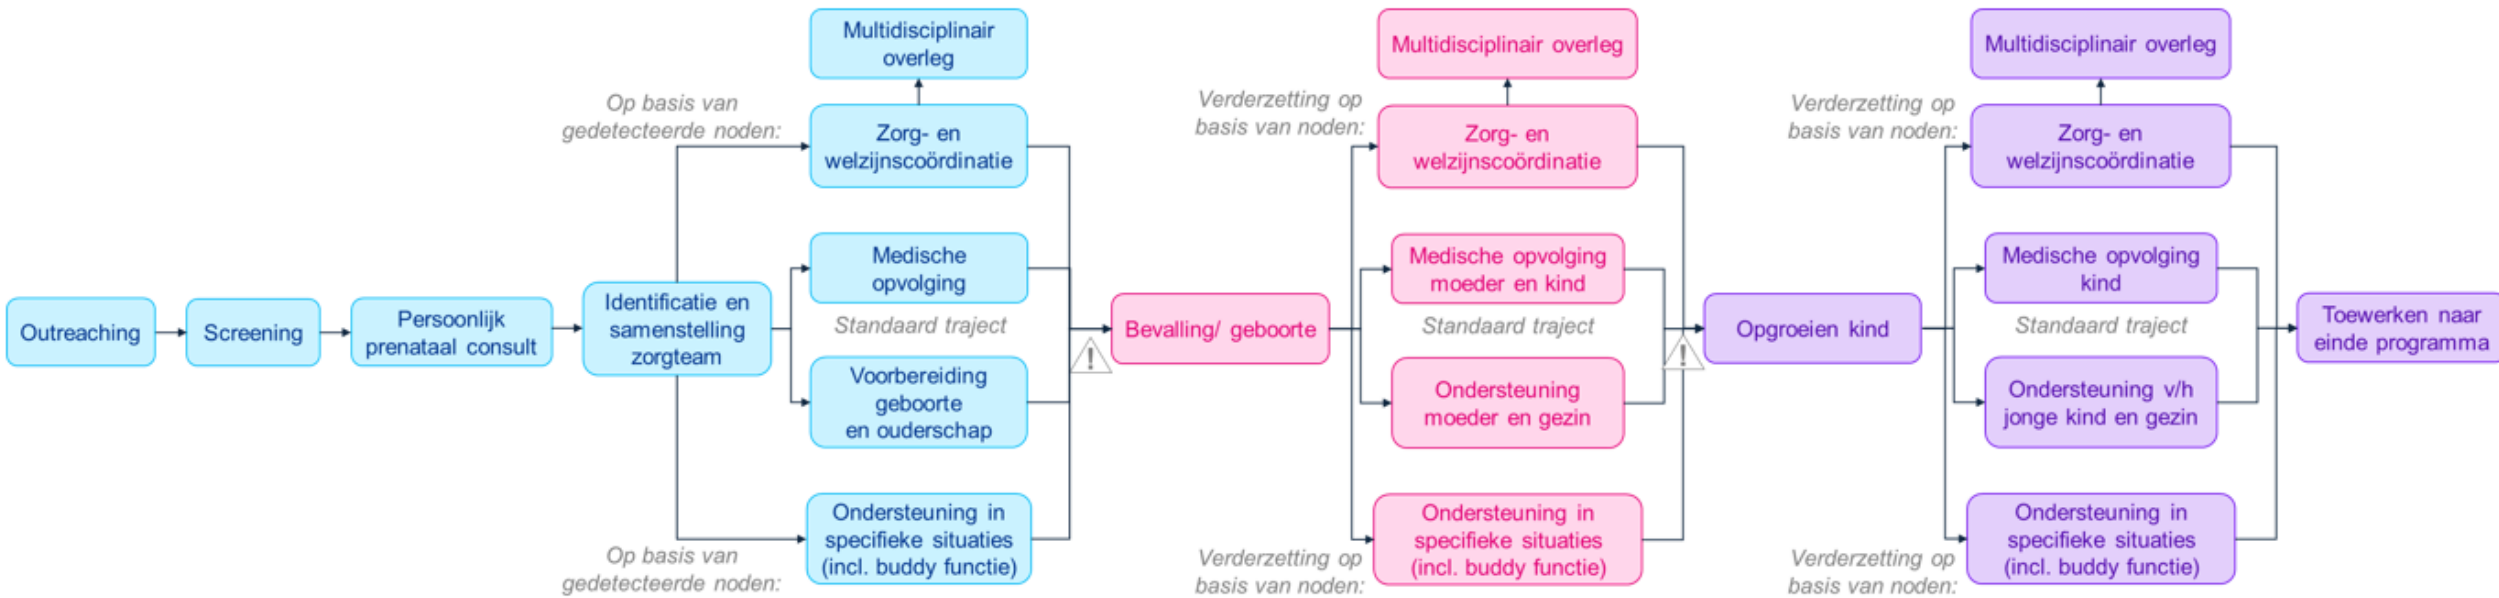 Outreaching
Screening
Persoonlijk
prenataal consult
Identificatie en
samenstelling
zorgteam
Op basis van
gedetecteerde noden:
Multidisciplinair
overleg
Zorg- en
welzijnscoördinatie
Medische
opvolging
Standaard traject
Voorbereiding
geboorte
en ouderschap
Op basis van
gedetecteerde noden:
Ondersteuning in
specifieke situaties
(incl. buddy functie)
!
Bevalling/ geboorte
Verderzetting op
basis van noden:
Multidisciplinair overleg
Zorg- en
welzijnscoördinatie
Medische opvolging
moeder en kind
Standaard traject
Ondersteuning
moeder en gezin
Verderzetting op
basis van noden:
Ondersteuning in
specifieke situaties
(incl. buddy functie)
!
Opgroeien kind
Verderzetting op
basis van noden:
Multidisciplinair overleg
Zorg- en
welzijnscoördinatie
Medische opvolging
kind
Standaard traject
Ondersteuning v/h
jonge kind en gezin
Verderzetting op
basis van noden:
Ondersteuning in
specifieke situaties
(incl. buddy functie)
Toewerken naar
einde programma